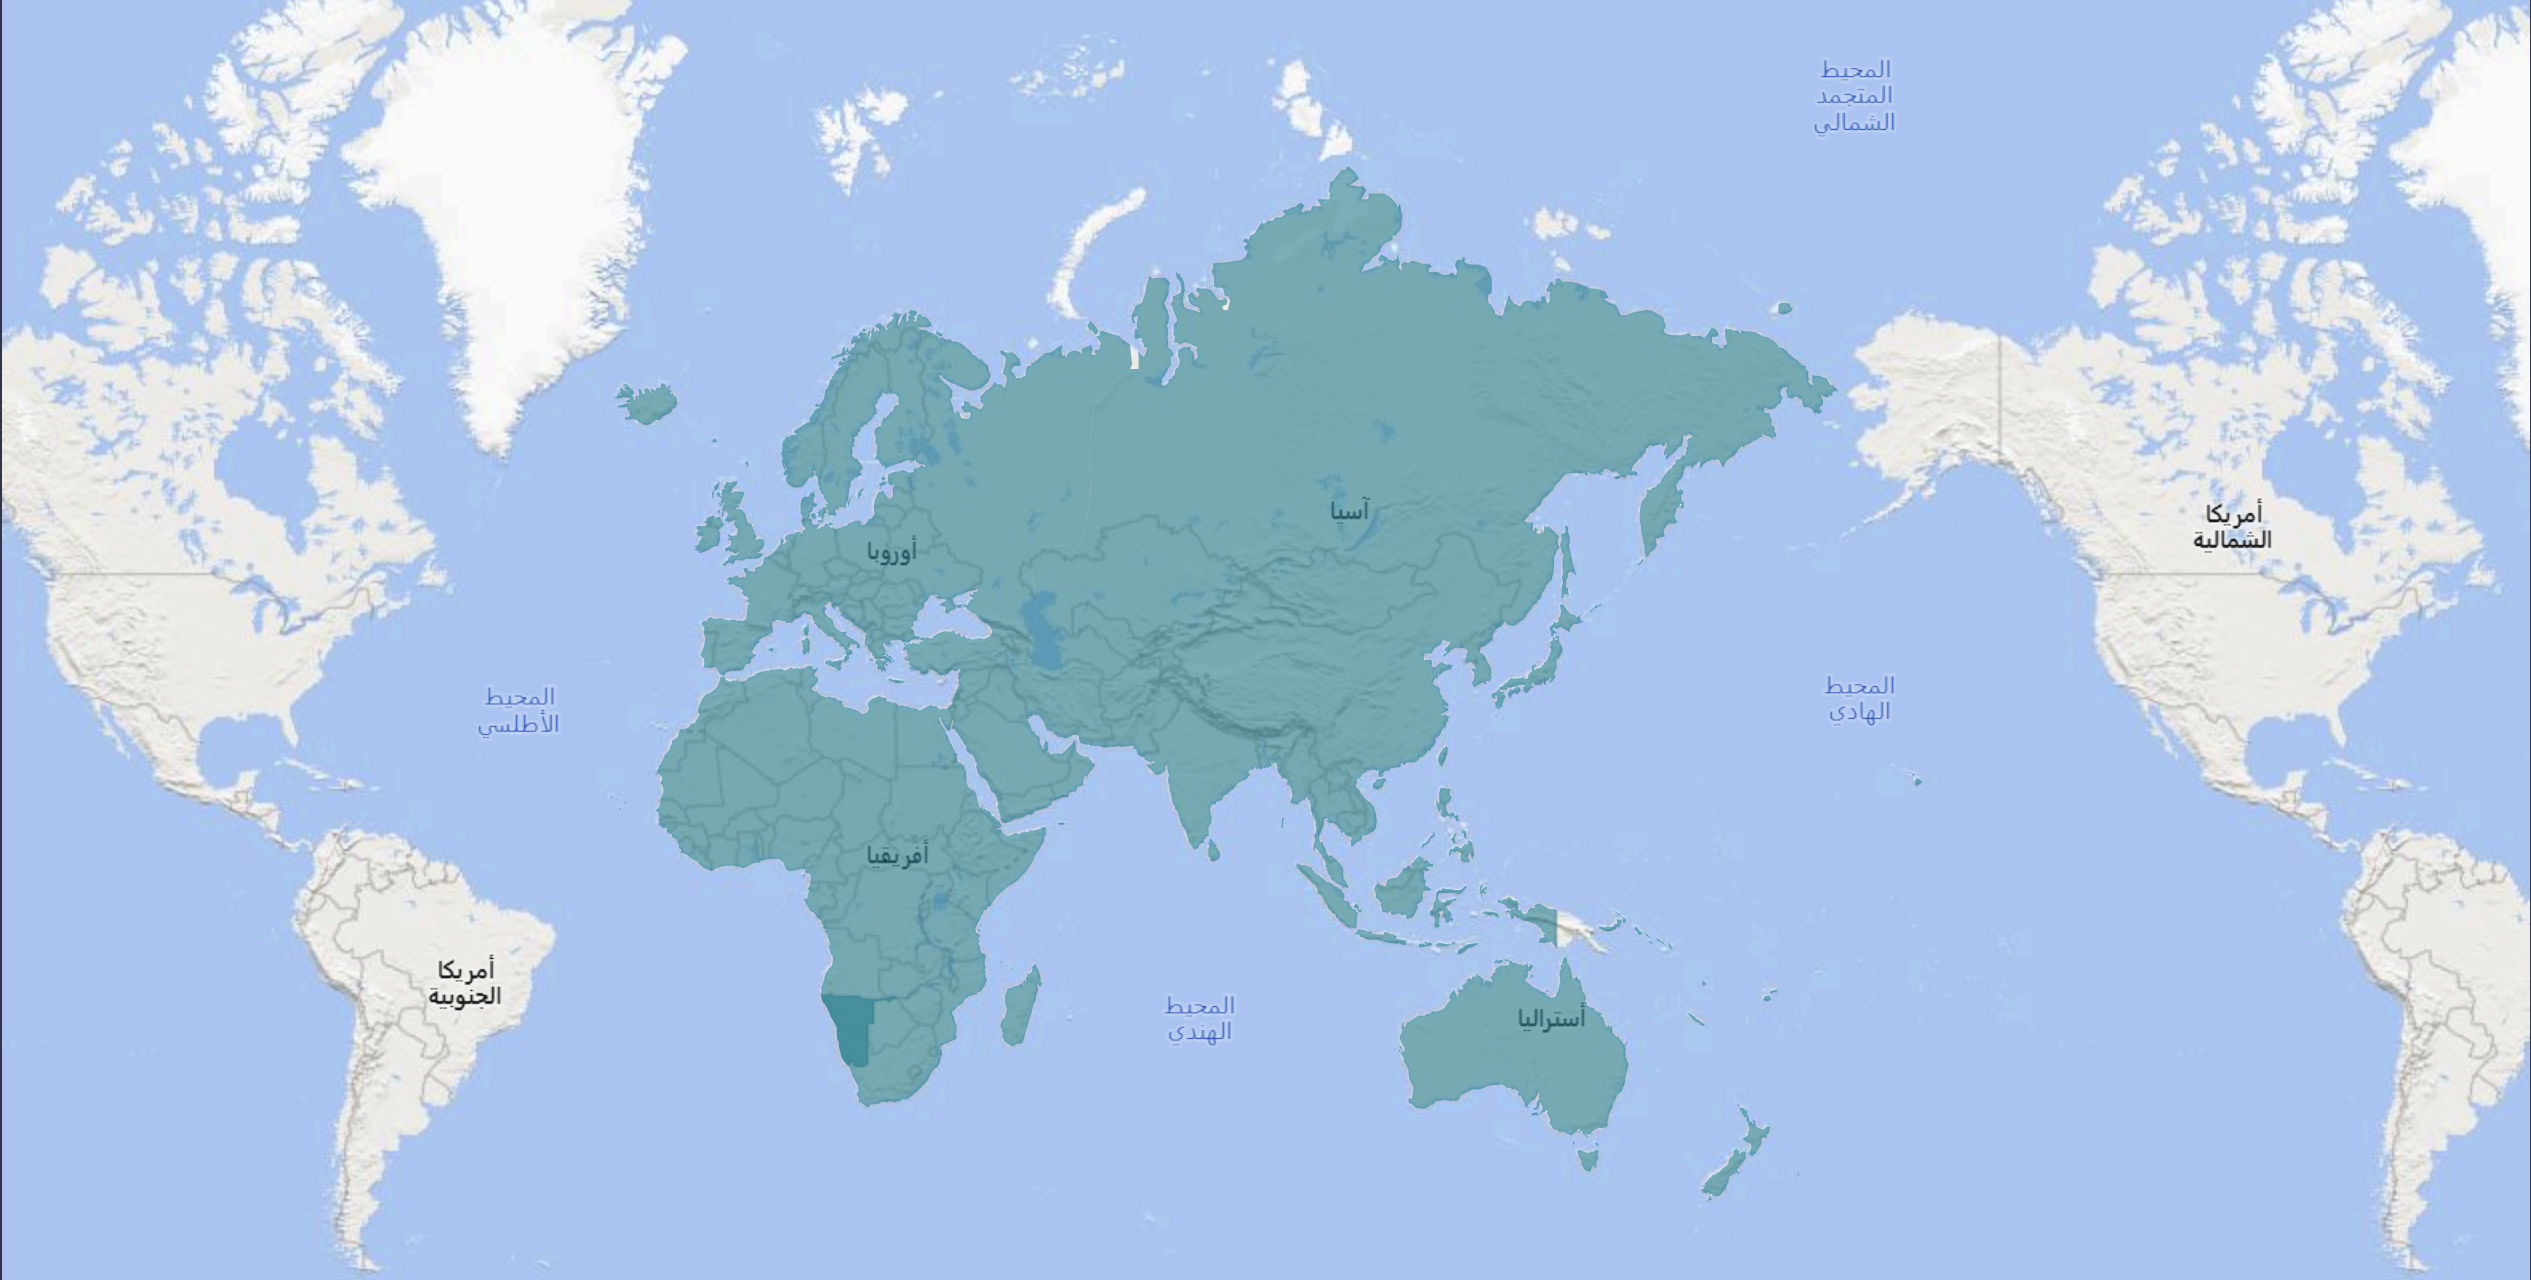 المحيط
المتجمد
الشمالي
آسيا
أوروبا
أمريكا
الشمالية
المحيط
الأطلسي
المحيط
الهادي
أفريقيا
أمريكا
الجنوبية
المحيط
الهندي
أستراليا